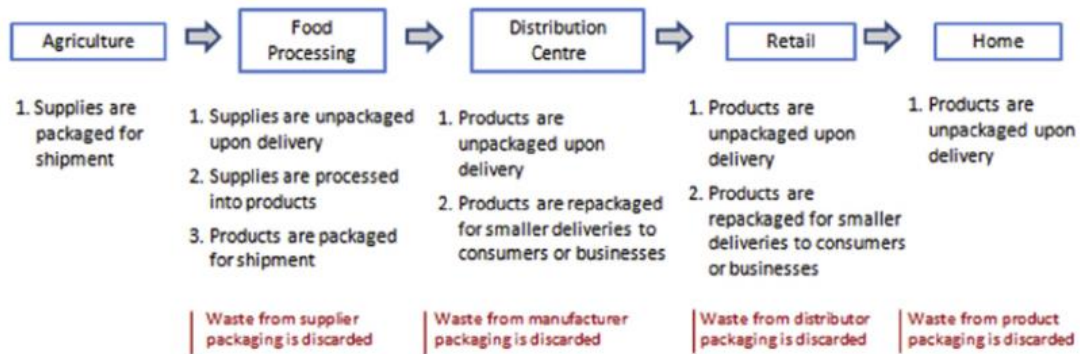 Agriculture
Food
Processing
Distribution
Centre
Retail
Home
1. Supplies are
packaged for
shipment
1. Supplies are unpackaged
upon delivery
2. Supplies are processed
into products
3. Products are packaged
for shipment
1. Products are
unpackaged upon
delivery
2. Products are repackaged
for smaller deliveries to
consumers or businesses
1. Products are
unpackaged upon
delivery
2. Products are
repackaged for smaller
deliveries to consumers
or businesses
1. Products are
unpackaged upon
delivery
Waste from supplier
packaging is discarded
Waste from manufacturer
packaging is discarded
Waste from distributor
packaging is discarded
Waste from product
packaging is discarded